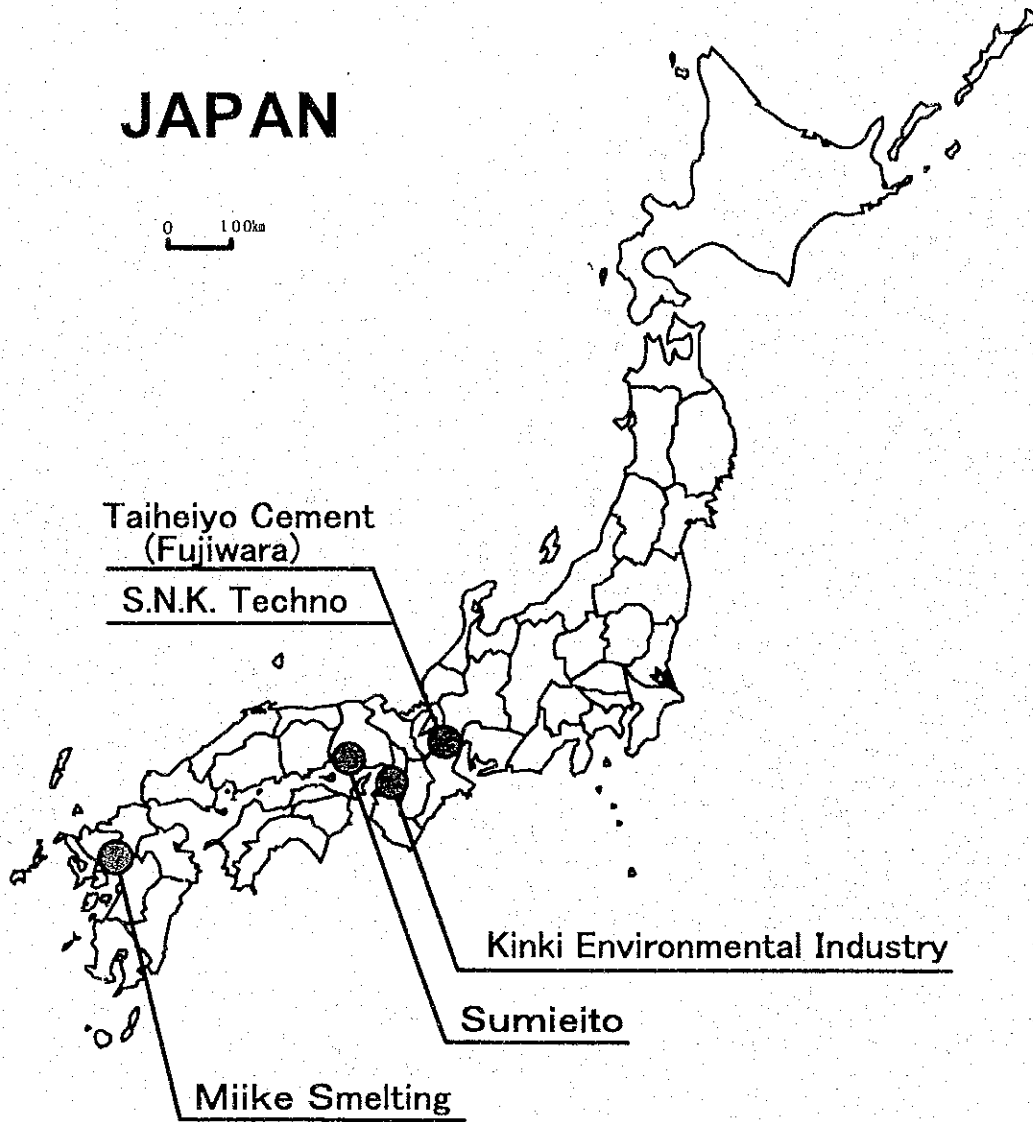 JAPAN
0 100km
Taiheiyo Cement
(Fujiwara)
S.N.K. Techno
Kinki Environmental Industry
Sumieito
Miike Smelting